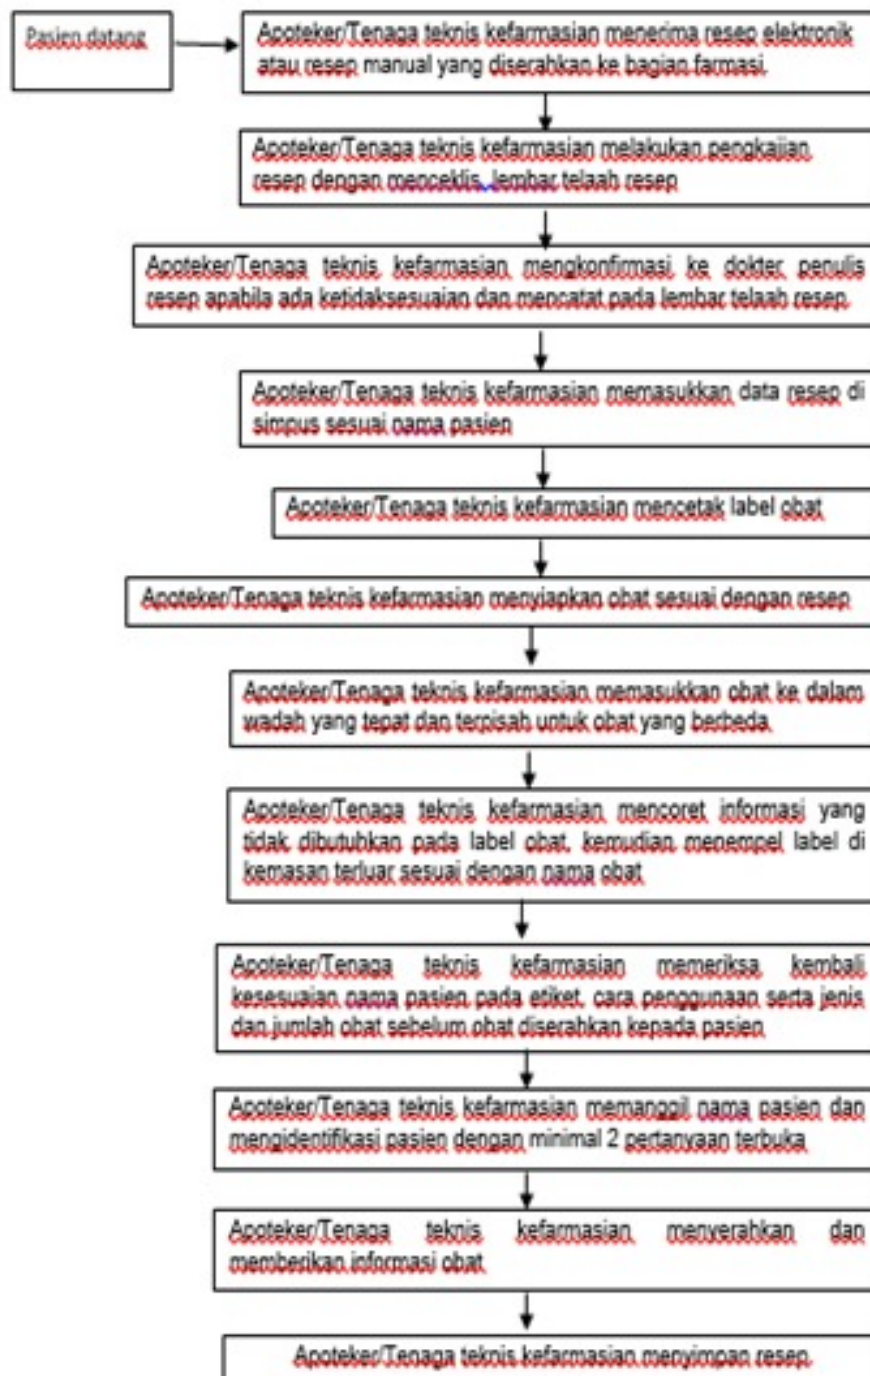 Pasien datang
Apoteker/Tenaga teknis kefarmasian menerima resep elektronik
atau resep manual yang diserahkan ke bagian farmasi.
Apoteker/Tenaga teknis kefarmasian melakukan pengkajian
resep dengan menceklis lembar telaah resep
Apoteker/Tenaga teknis kefarmasian mengkonfirmasi ke dokter penulis
resep apabila ada ketidaksesuaian dan mencatat pada lembar telaah resep.
Apoteker/Tenaga teknis kefarmasian memasukkan data resep di
simpus sesuai nama pasien
Apoteker/Tenaga teknis kefarmasian mencetak label obat
Apoteker/Tenaga teknis kefarmasian menyiapkan obat sesuai dengan resep
Apoteker/Tenaga teknis kefarmasian memasukkan obat ke dalam
wadah yang tepat dan terpisah untuk obat yang berbeda.
Apoteker/Tenaga teknis kefarmasian mencoret informasi yang
tidak dibutuhkan pada label obat, kemudian menempel label di
kemasan terluar sesuai dengan nama obat
Apoteker/Tenaga teknis kefarmasian memeriksa kembali
kesesuaian nama pasien pada etiket, cara penggunaan serta jenis
dan jumlah obat sebelum obat diserahkan kepada pasien
Apoteker/Tenaga teknis kefarmasian memanggil nama pasien dan
mengidentifikasi pasien dengan minimal 2 pertanyaan terbuka
Apoteker/Tenaga teknis kefarmasian menyerahkan dan
memberikan informasi obat
Apoteker/Tenaga teknis kefarmasian menyimpan resep.